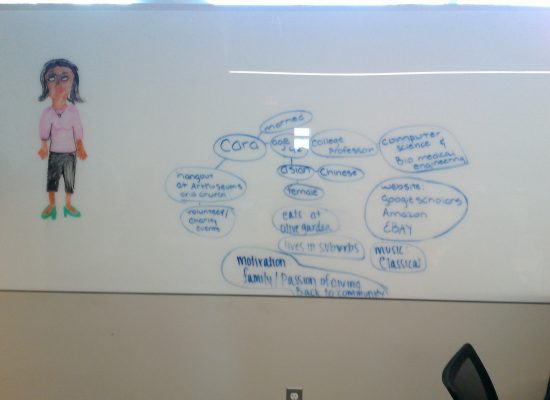 married
Cara
age
College
Professor
Computer
science &
Bio medical
engineering
asian
Chinese
female
hangout
at Art Museums
and church
volunteer/
Charity
events
website:
Google scholars
Amazon
EBAY
eats at
olive garden
lives in suburbs
music:
Classical
motivation
family/Passion of Giving
Back to community